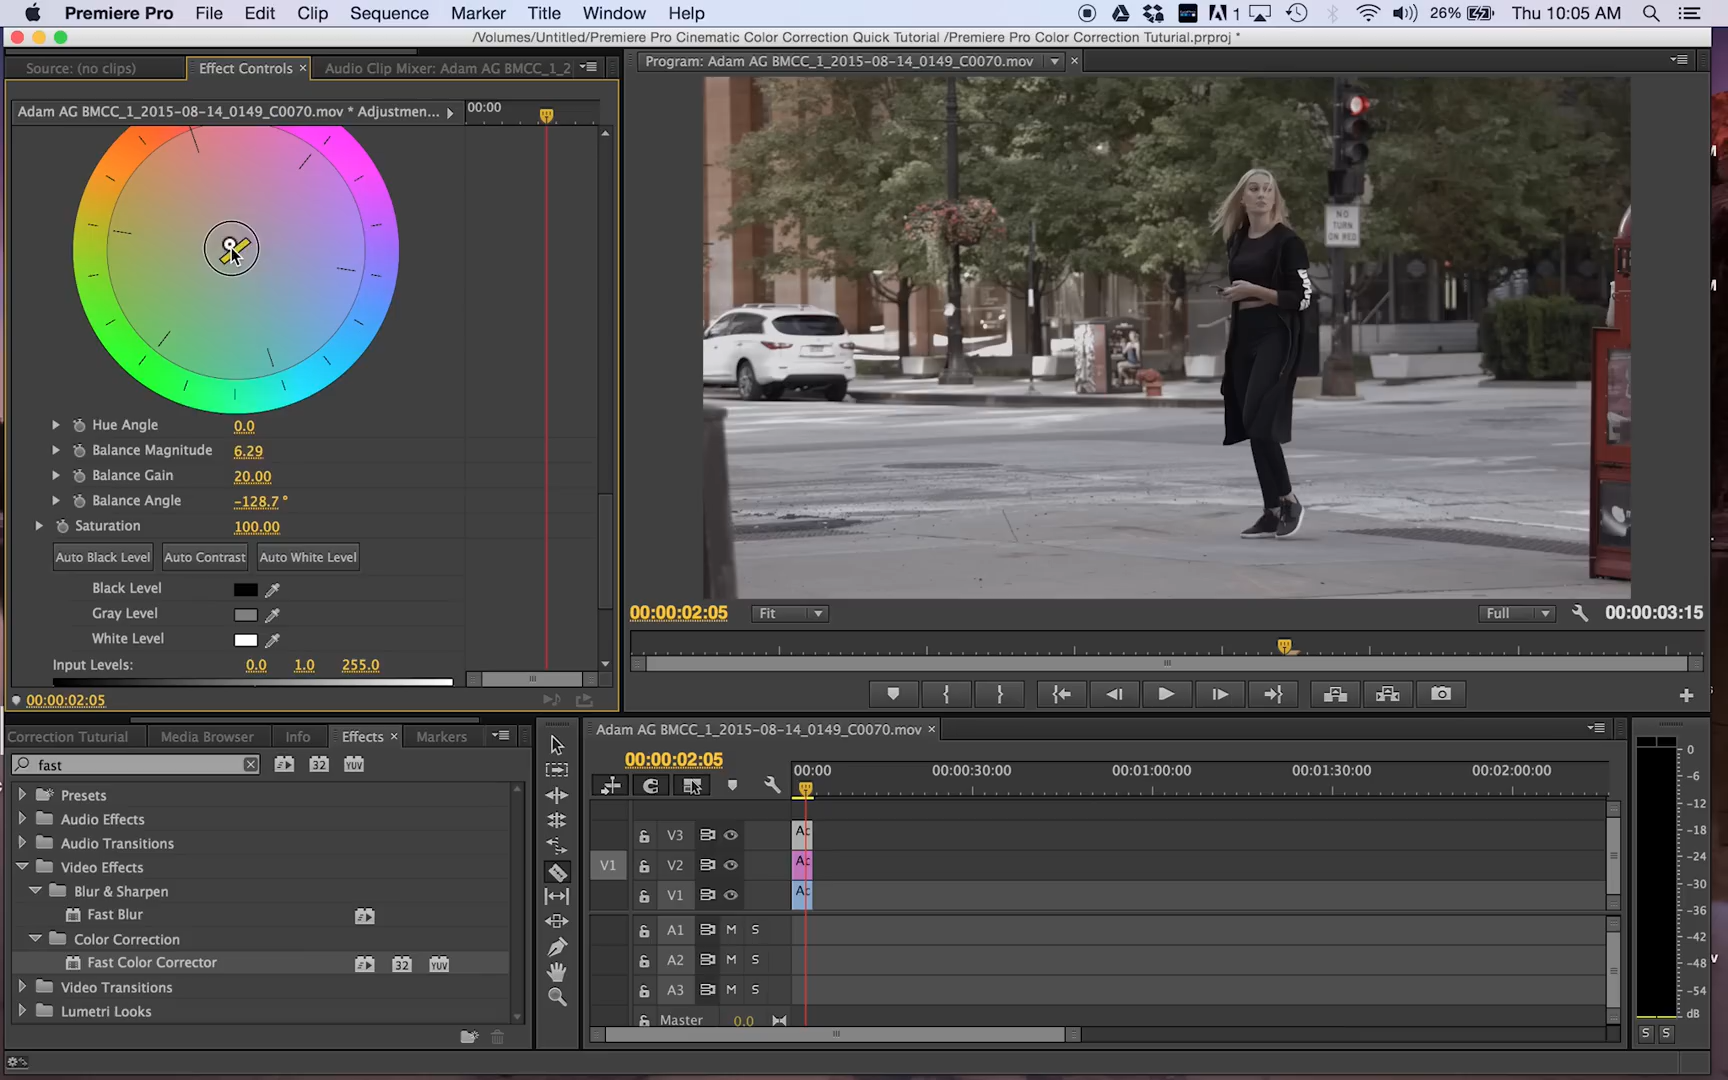 Premiere Pro File Edit Clip Sequence Marker Title Window Help 1 26% Thu 10:05 AM
/Volumes/Untitled/Premiere Pro Cinematic Color Correction Quick Tutorial /Premiere Pro Color Correction Tuturial.prproj *
Source: (no clips) Effect Controls × Audio Clip Mixer: Adam AG BMCC_1_2
Program: Adam AG BMCC_1_2015-08-14_0149_C0070.mov ×
Adam AG BMCC_1_2015-08-14_0149_C0070.mov * Adjustmen... 00:00
NO
TURN
ON RED
Hue Angle 0.0
Balance Magnitude 6.29
Balance Gain 20.00
Balance Angle -128.7 °
Saturation 100.00
Auto Black Level Auto Contrast Auto White Level
Black Level
Gray Level
White Level
Input Levels: 0.0 1.0 255.0
00:00:02:05
00:00:02:05 Fit Full 00:00:03:15
Correction Tutorial Media Browser Info Effects × Markers
fast 32 YUV
Presets
Audio Effects
Audio Transitions
Video Effects
Blur & Sharpen
Fast Blur
Color Correction
Fast Color Corrector 32 YUV
Video Transitions
Lumetri Looks
Adam AG BMCC_1_2015-08-14_0149_C0070.mov ×
00:00:02:05
00:00 00:00:30:00 00:01:00:00 00:01:30:00 00:02:00:00
V3 Ac
V1 V2 Ac
V1 Ac
A1 M S
A2 M S
A3 M S
Master 0.0
0
-6
-12
-18
-24
-30
-36
-42
-48
-54
dB
S S